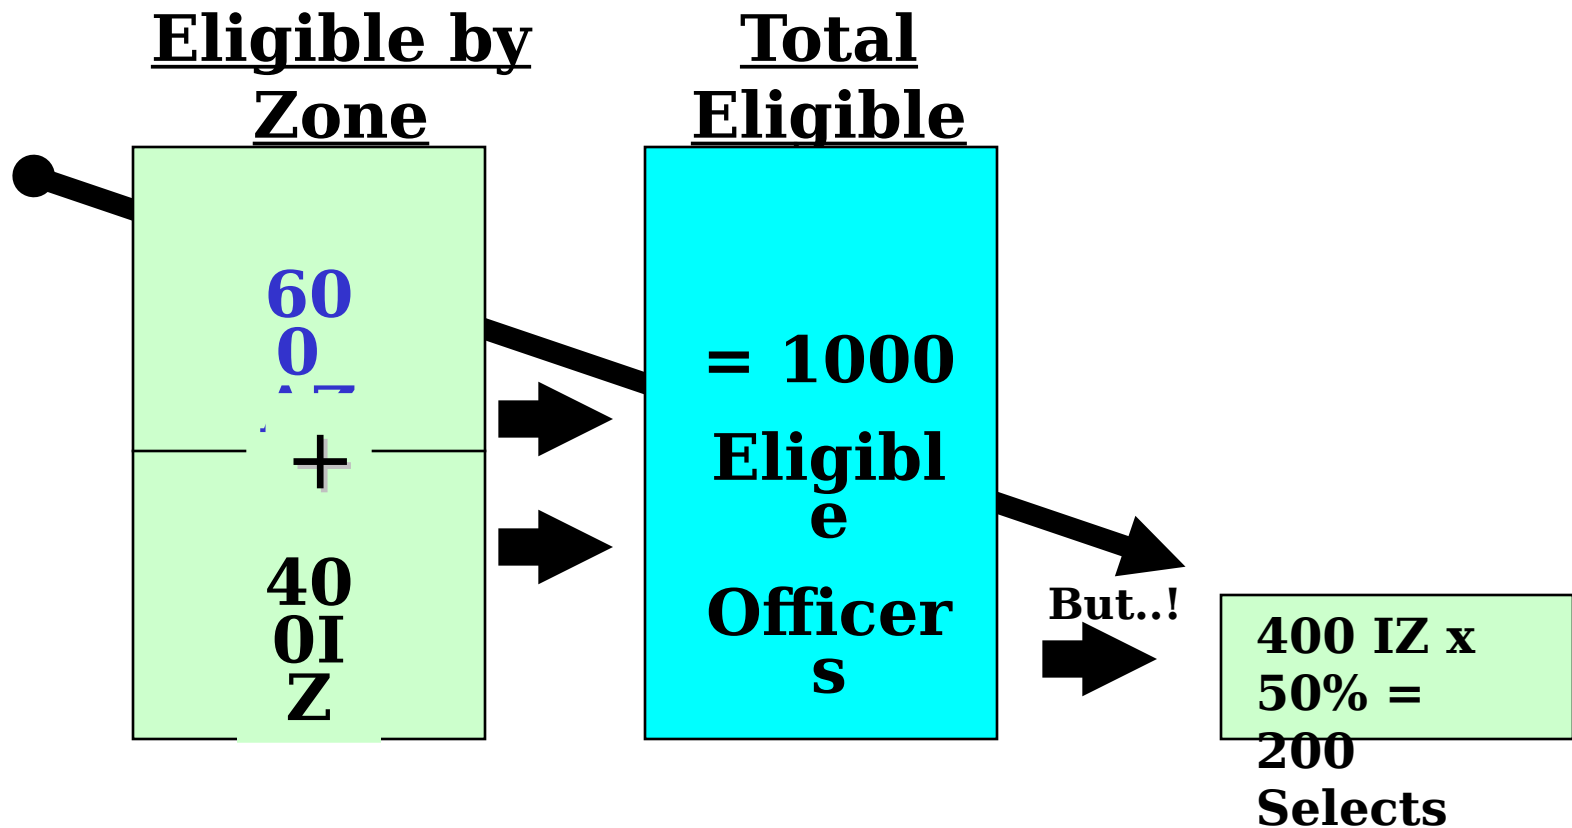 Eligible by
Zone
Total
Eligible
60
0
+
40
0I
Z
= 1000
Eligibl
e
Officer
s
But..!
400 IZ x
50% =
200
Selects